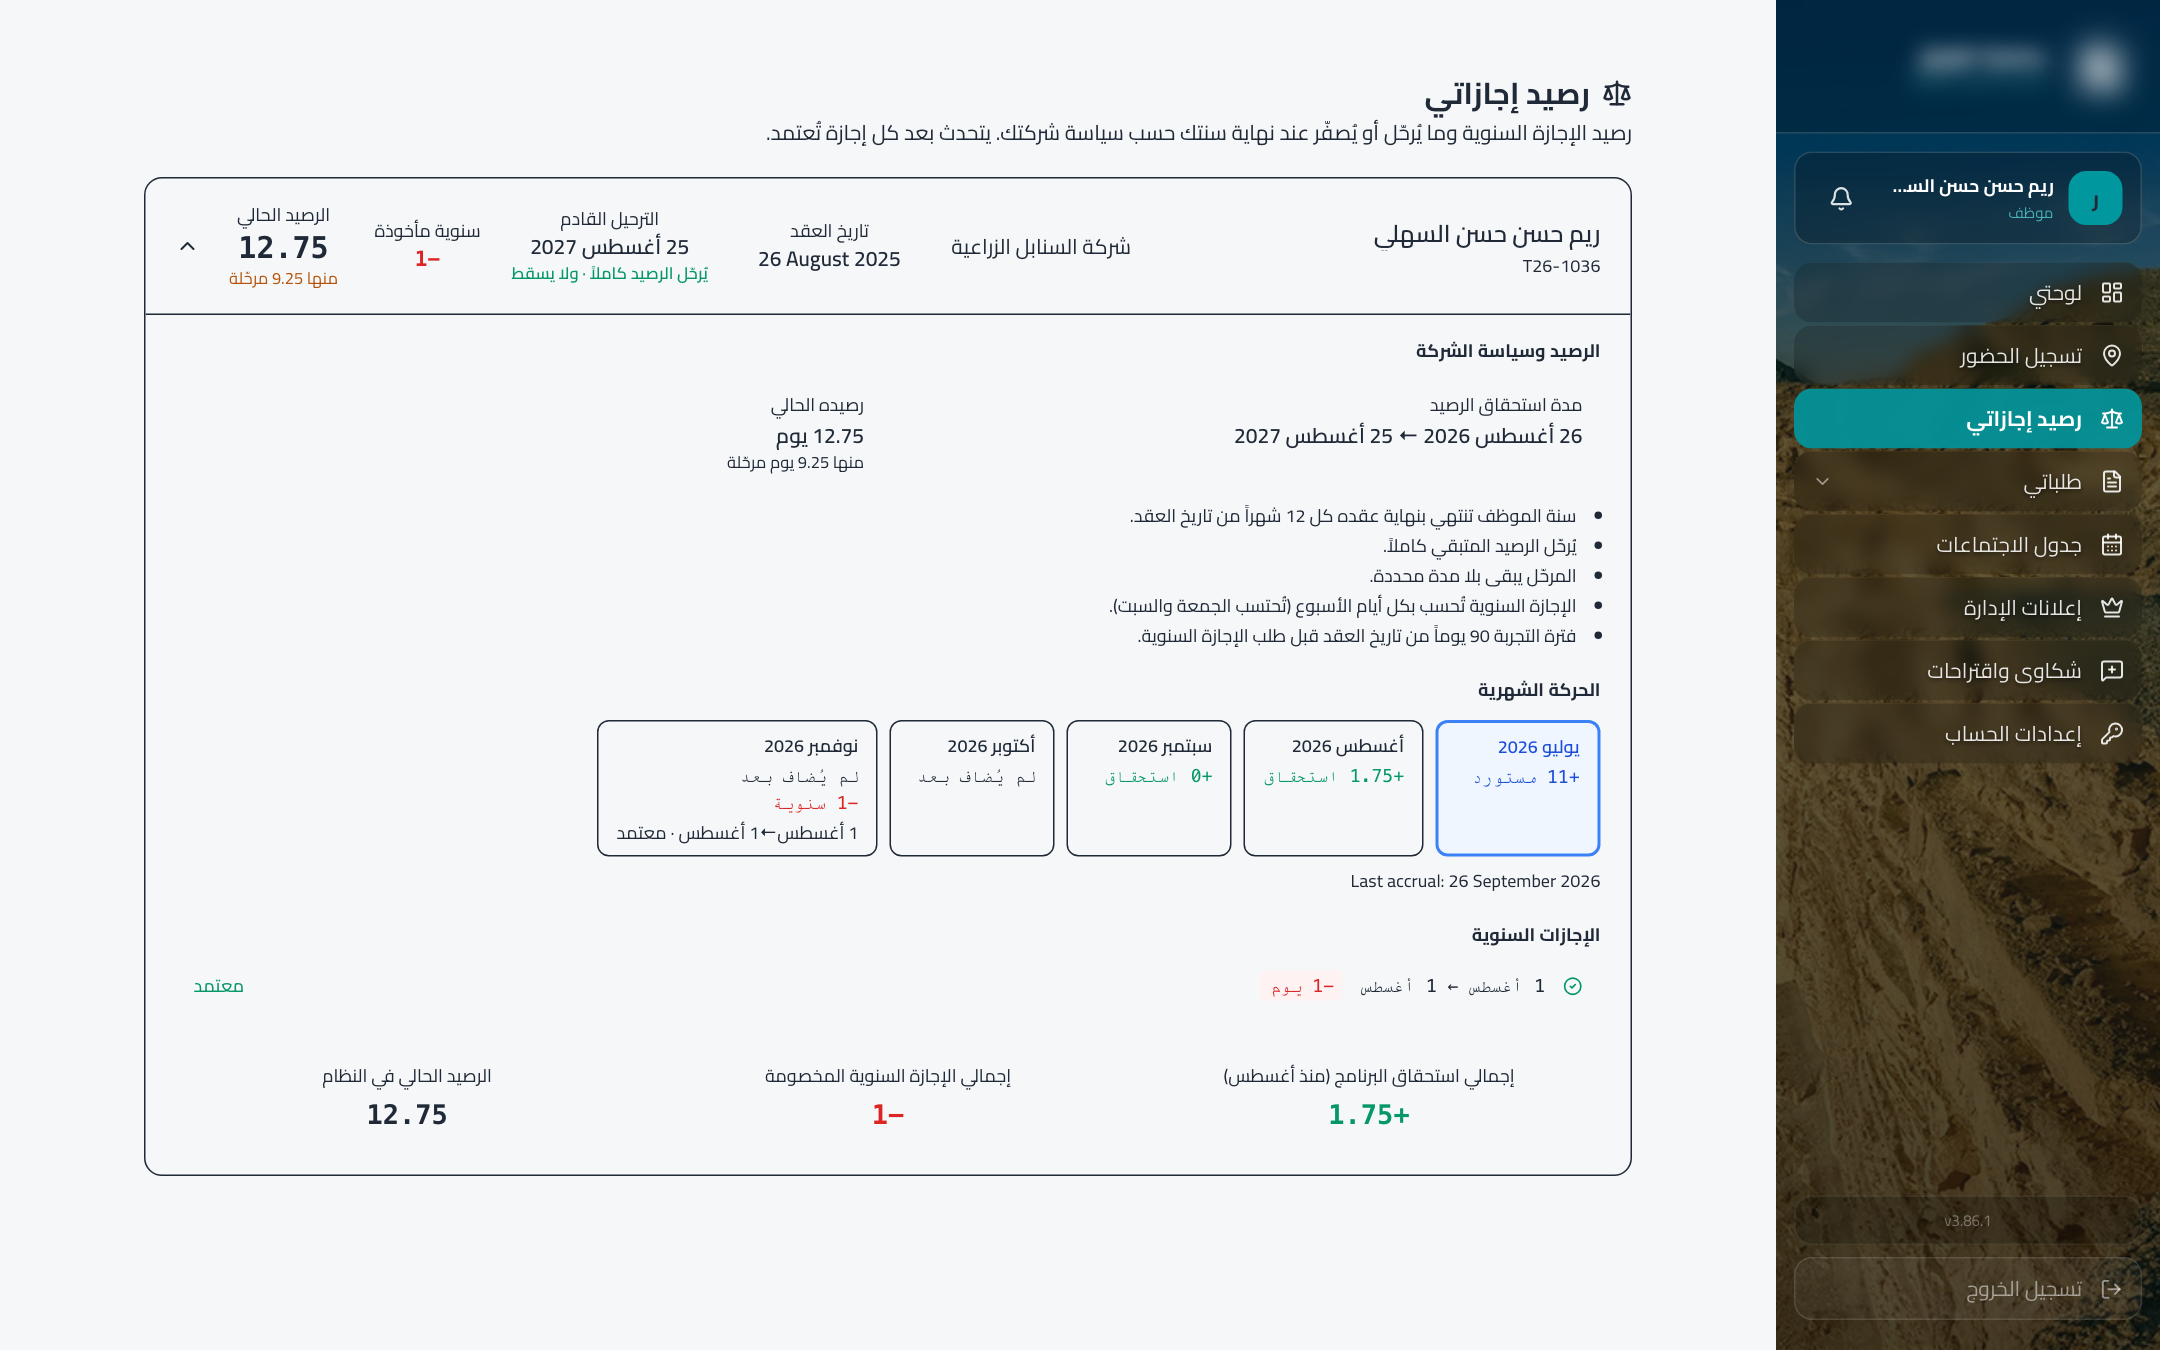 رصيد إجازاتي
رصيد الإجازة السنوية وما يُرحّل أو يُصفّر عند نهاية سنتك حسب سياسة شركتك. يتحدث بعد كل إجازة تُعتمد.
ريم حسن حسن السهلي
T26-1036
شركة السنابل الزراعية
تاريخ العقد
26 August 2025
الترحيل القادم
25 أغسطس 2027
يُرحّل الرصيد كاملاً · ولا يسقط
سنوية مأخوذة
−1
الرصيد الحالي
12.75
منها 9.25 مرحّلة
الرصيد وسياسة الشركة
مدة استحقاق الرصيد
26 أغسطس 2026 ← 25 أغسطس 2027
رصيده الحالي
12.75 يوم
منها 9.25 يوم مرحّلة
سنة الموظف تنتهي بنهاية عقده كل 12 شهراً من تاريخ العقد.
يُرحّل الرصيد المتبقي كاملاً.
المرحّل يبقى بلا مدة محددة.
الإجازة السنوية تُحسب بكل أيام الأسبوع (تُحتسب الجمعة والسبت).
فترة التجربة 90 يوماً من تاريخ العقد قبل طلب الإجازة السنوية.
الحركة الشهرية
يوليو 2026
+11 مستورد
أغسطس 2026
+1.75 استحقاق
سبتمبر 2026
+0 استحقاق
أكتوبر 2026
لم يُضاف بعد
نوفمبر 2026
لم يُضاف بعد
−1 سنوية
1 أغسطس←1 أغسطس · معتمد
Last accrual: 26 September 2026
الإجازات السنوية
1 أغسطس ← 1 أغسطس −1 يوم
معتمد
إجمالي استحقاق البرنامج (منذ أغسطس)
+1.75
إجمالي الإجازة السنوية المخصومة
−1
الرصيد الحالي في النظام
12.75
ر
ريم حسن حسن الس...
موظف
لوحتي
تسجيل الحضور
رصيد إجازاتي
طلباتي
جدول الاجتماعات
إعلانات الإدارة
شكاوى واقتراحات
إعدادات الحساب
v3.86.1
تسجيل الخروج